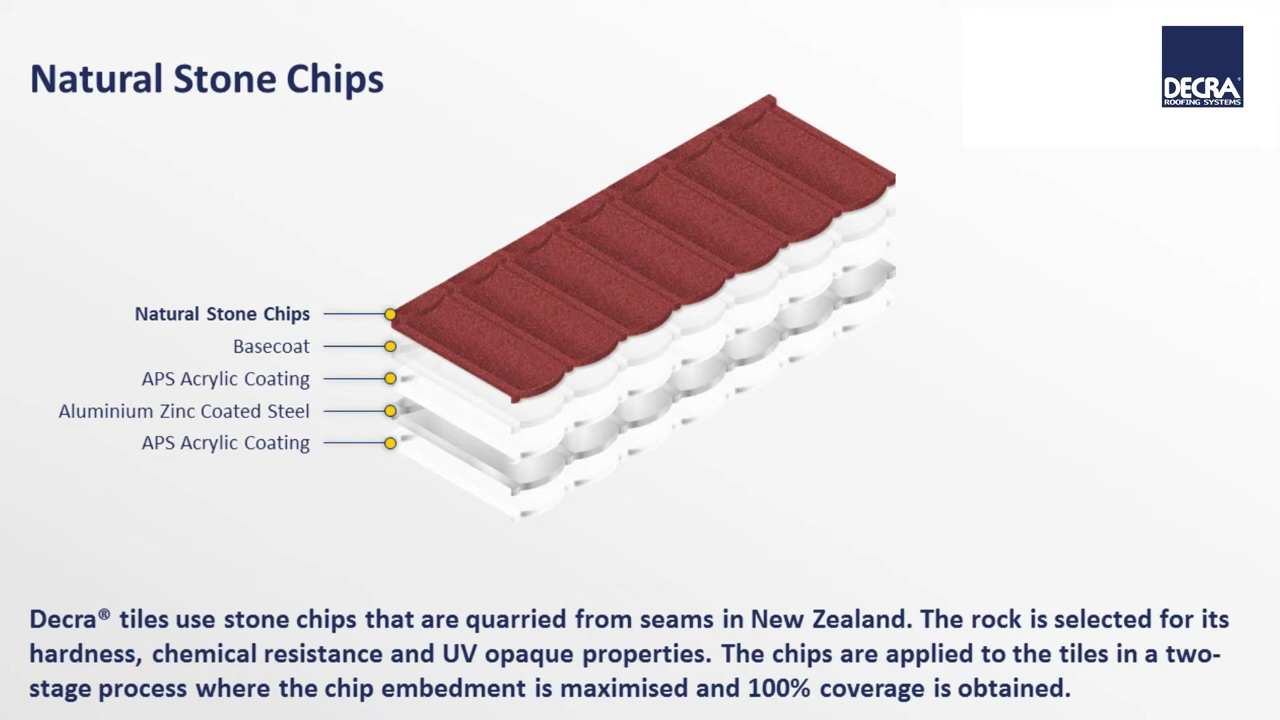 Natural Stone Chips
DECRA®
ROOFING SYSTEMS
Natural Stone Chips
Basecoat
APS Acrylic Coating
Aluminium Zinc Coated Steel
APS Acrylic Coating
Decra® tiles use stone chips that are quarried from seams in New Zealand. The rock is selected for its
hardness, chemical resistance and UV opaque properties. The chips are applied to the tiles in a two-
stage process where the chip embedment is maximised and 100% coverage is obtained.